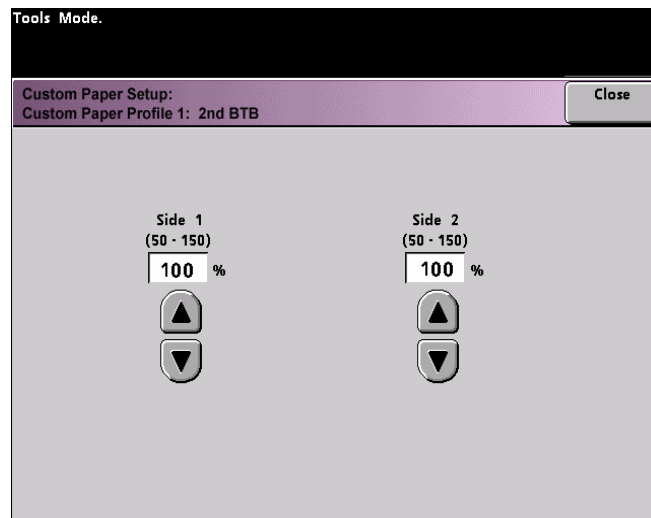 Tools Mode.
Custom Paper Setup:
Close
Custom Paper Profile 1: 2nd BTB
Side 1
(50 - 150)
100 %
Side 2
(50 - 150)
100 %